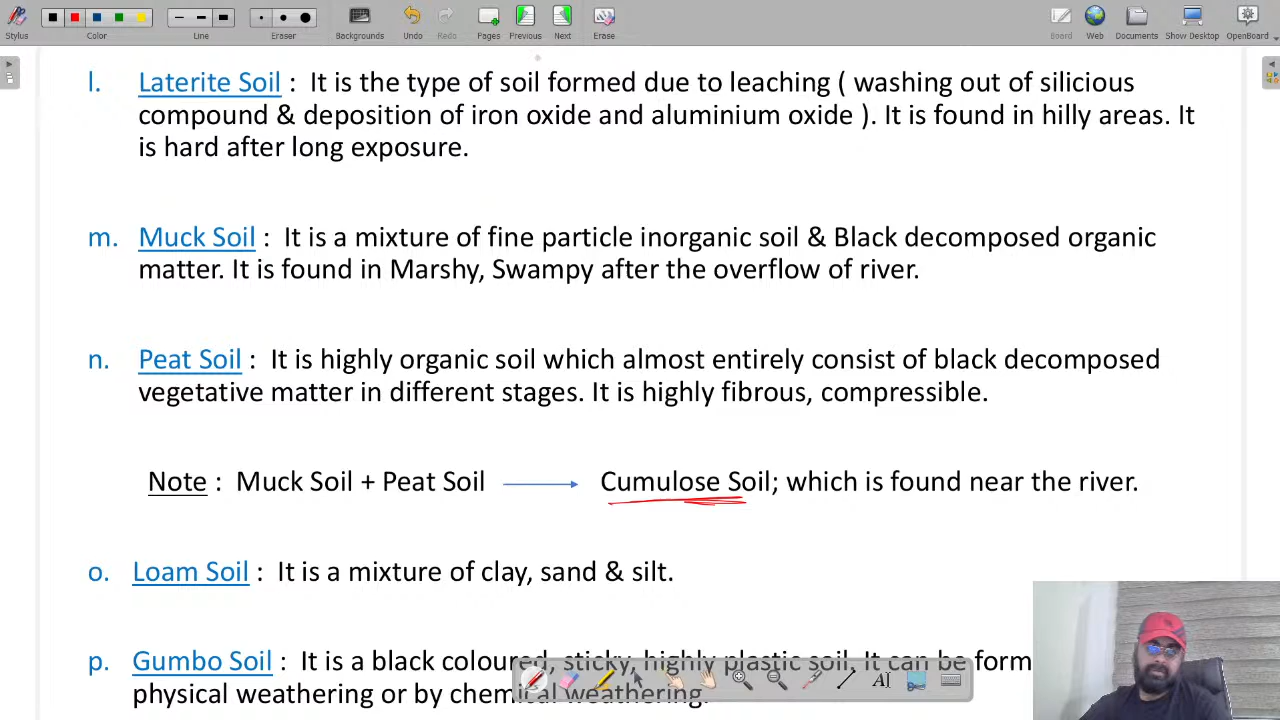 Stylus Color Line Eraser Backgrounds Undo Redo Pages Previous Next Erase Board Web Documents Show Desktop OpenBoard
l. Laterite Soil : It is the type of soil formed due to leaching ( washing out of silicious
compound & deposition of iron oxide and aluminium oxide ). It is found in hilly areas. It
is hard after long exposure.
m. Muck Soil : It is a mixture of fine particle inorganic soil & Black decomposed organic
matter. It is found in Marshy, Swampy after the overflow of river.
n. Peat Soil : It is highly organic soil which almost entirely consist of black decomposed
vegetative matter in different stages. It is highly fibrous, compressible.
Note : Muck Soil + Peat Soil Cumulose Soil; which is found near the river.
o. Loam Soil : It is a mixture of clay, sand & silt.
p. Gumbo Soil : It is a black coloured, sticky, highly plastic soil. It can be form
physical weathering or by chemical weathering.